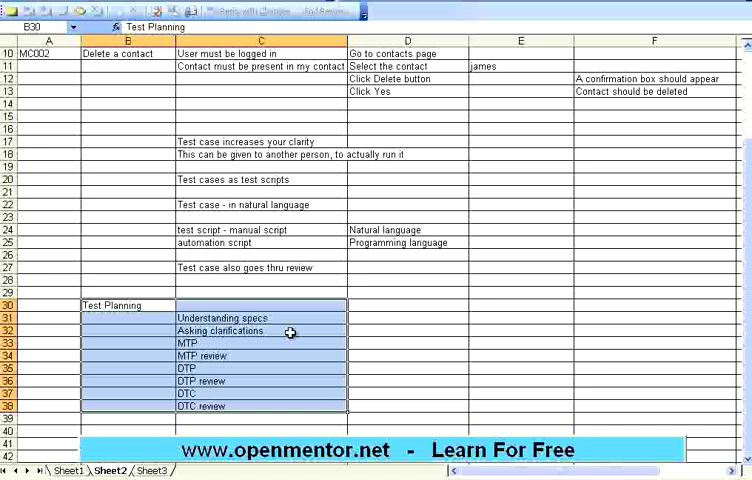 B30 fx Test Planning
A B C D E F
10 MC002 Delete a contact User must be logged in Go to contacts page
11 Contact must be present in my contact Select the contact james
12 Click Delete button A confirmation box should appear
13 Click Yes Contact should be deleted
14
15
16
17 Test case increases your clarity
18 This can be given to another person, to actually run it
19
20 Test cases as test scripts
21
22 Test case - in natural language
23
24 test script - manual script Natural language
25 automation script Programming language
26
27 Test case also goes thru review
28
29
30 Test Planning
31 Understanding specs
32 Asking clarifications
33 MTP
34 MTP review
35 DTP
36 DTP review
37 DTC
38 DTC review
39
40
41
42
www.openmentor.net - Learn For Free
Sheet1 Sheet2 Sheet3